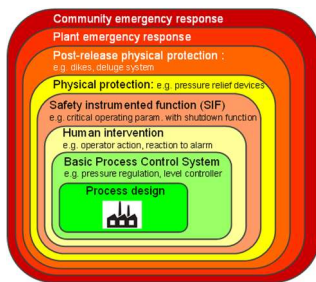 Community emergency response
Plant emergency response
Post-release physical protection :
e.g. dikes, deluge system
Physical protection: e.g. pressure relief devices
Safety instrumented function (SIF)
e.g. critical operating param. with shutdown function
Human intervention
e.g. operator action, reaction to alarm
Basic Process Control System
e.g. pressure regulation, level controller
Process design